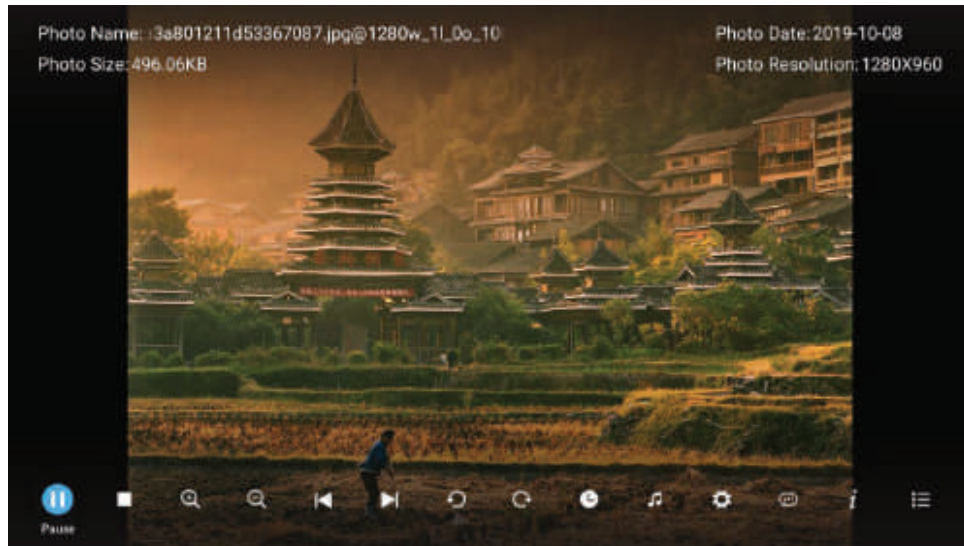 Photo Name: 3a801211d53367087.jpg@1280w_1l_0o_10
Photo Size:496.06KB
Photo Date:2019-10-08
Photo Resolution:1280X960
Pause